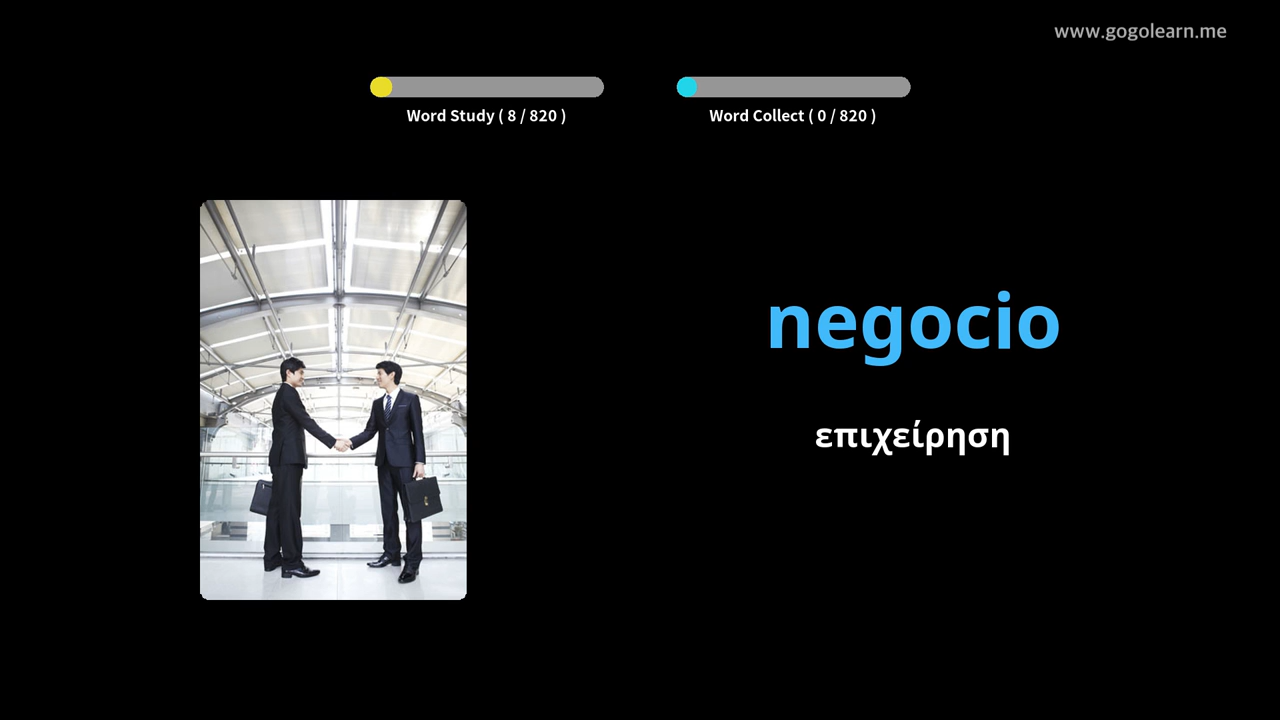 www.gogolearn.me
Word Study ( 8 / 820 )
Word Collect ( 0 / 820 )
negocio
επιχείρηση